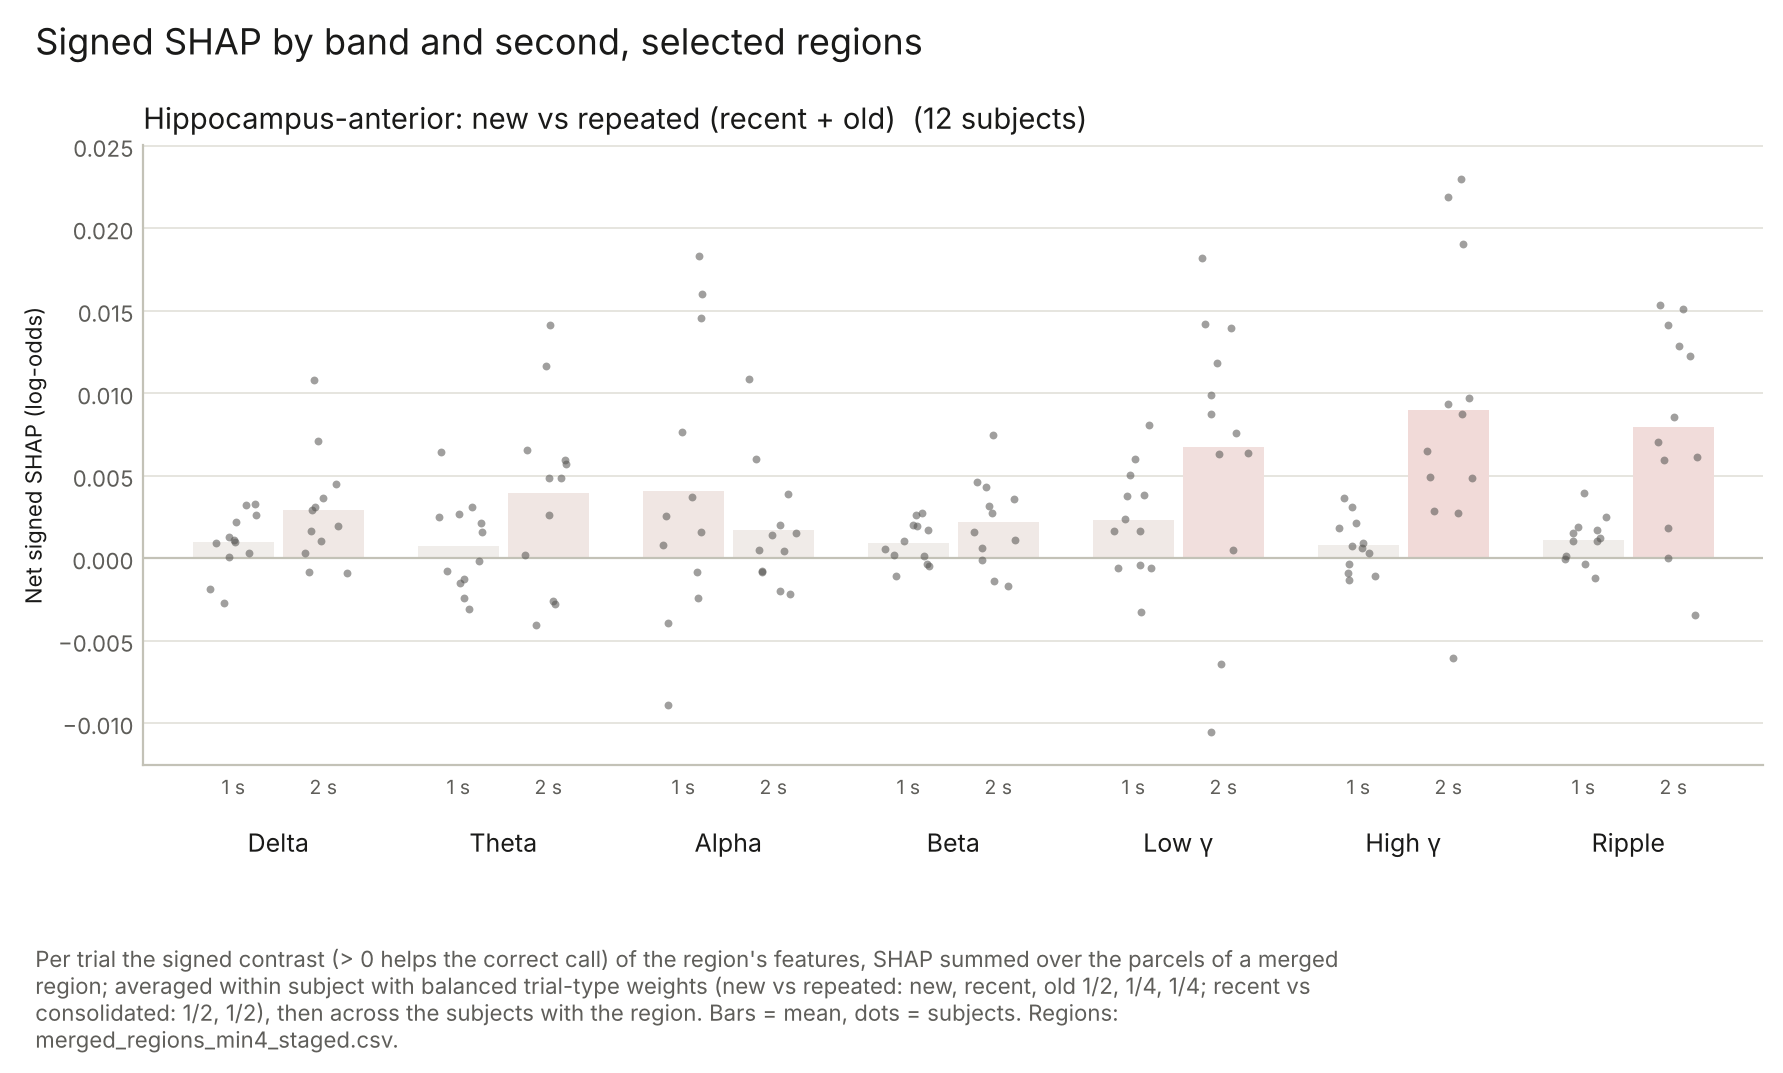 Signed SHAP by band and second, selected regions
Hippocampus-anterior: new vs repeated (recent + old)  (12 subjects)
Net signed SHAP (log-odds)
0.025
0.020
0.015
0.010
0.005
0.000
−0.005
−0.010
1 s 2 s 1 s 2 s 1 s 2 s 1 s 2 s 1 s 2 s 1 s 2 s 1 s 2 s
Delta Theta Alpha Beta Low γ High γ Ripple
Per trial the signed contrast (> 0 helps the correct call) of the region's features, SHAP summed over the parcels of a merged
region; averaged within subject with balanced trial-type weights (new vs repeated: new, recent, old 1/2, 1/4, 1/4; recent vs
consolidated: 1/2, 1/2), then across the subjects with the region. Bars = mean, dots = subjects. Regions:
merged_regions_min4_staged.csv.